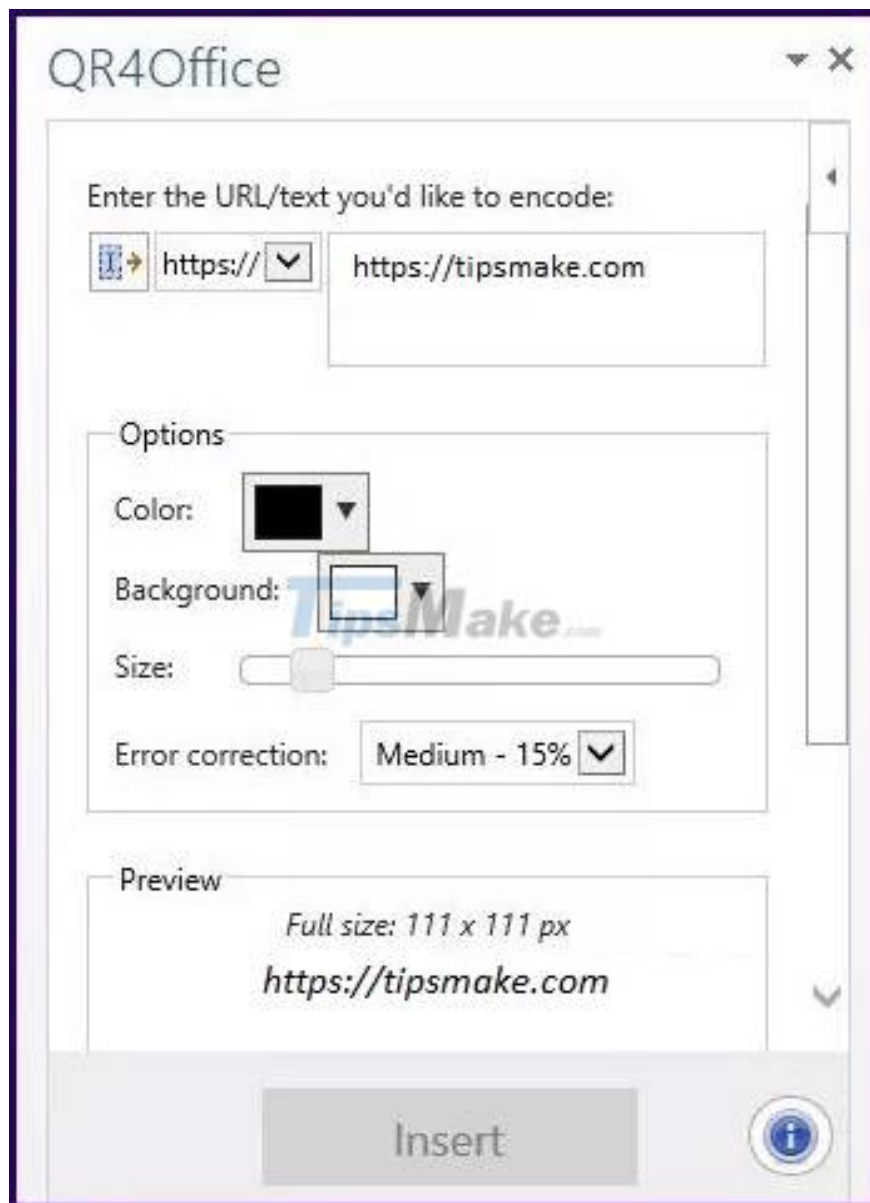 QR4Office
Enter the URL/text you'd like to encode:
https://
https://tipsmake.com
Options
Color:
Background:
TipsMake.com
Size:
Error correction: Medium - 15%
Preview
Full size: 111 x 111 px
https://tipsmake.com
Insert